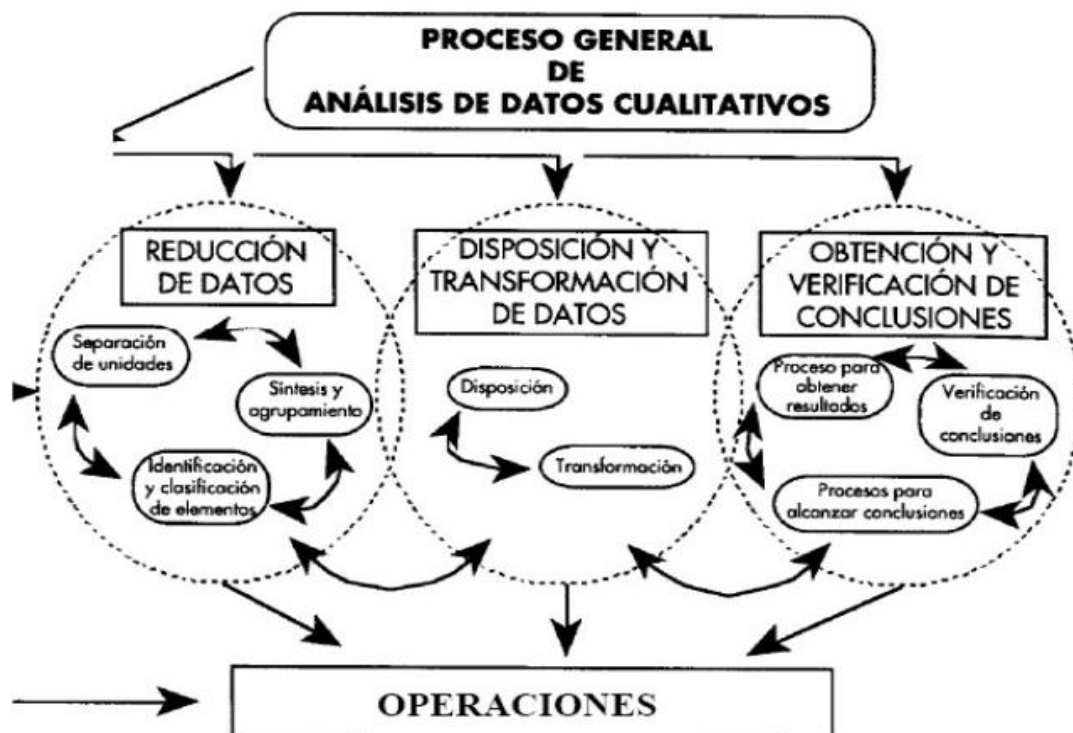 PROCESO GENERAL
DE
ANÁLISIS DE DATOS CUALITATIVOS
REDUCCIÓN
DE DATOS
Separación
de unidades
Síntesis y
agrupamiento
Identificación
y clasificación
de elementos
DISPOSICIÓN Y
TRANSFORMACIÓN
DE DATOS
Disposición
Transformación
OBTENCIÓN Y
VERIFICACIÓN DE
CONCLUSIONES
Proceso para
obtener
resultados
Verificación
de
conclusiones
Procesos para
alcanzar conclusiones
OPERACIONES